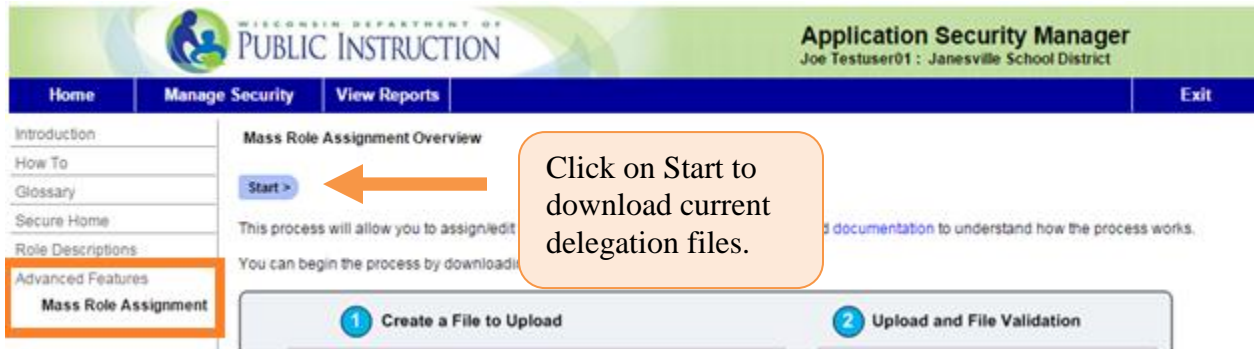 WISCONSIN DEPARTMENT OF
PUBLIC INSTRUCTION
Application Security Manager
Joe Testuser01 : Janesville School District
Home Manage Security View Reports Exit
Introduction
How To
Glossary
Secure Home
Role Descriptions
Advanced Features
Mass Role Assignment
Mass Role Assignment Overview
Start >
Click on Start to
download current
delegation files.
This process will allow you to assign/edit documentation to understand how the process works.
You can begin the process by
1 Create a File to Upload
2 Upload and File Validation